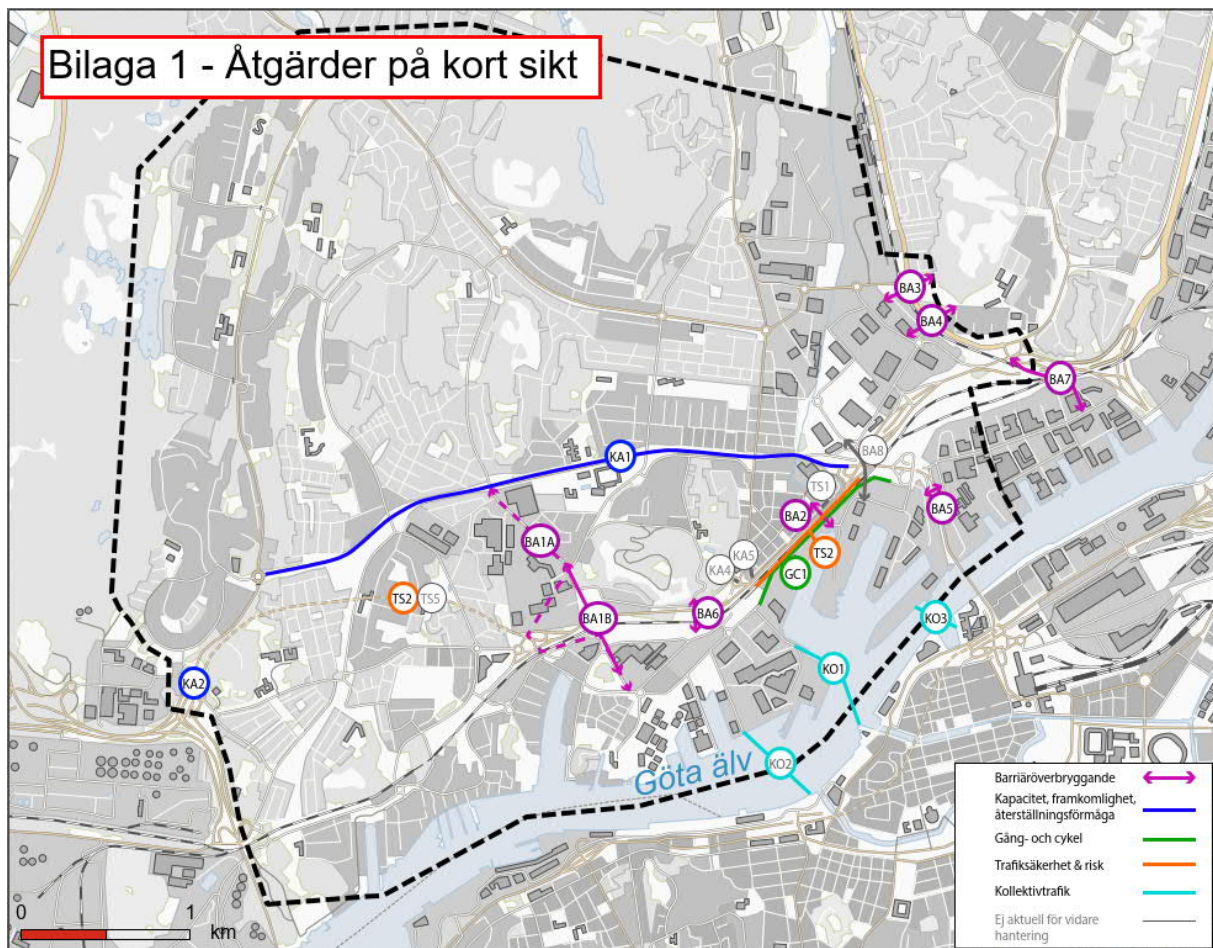 Bilaga 1 - Åtgärder på kort sikt
BA3
BA4
BA7
KA1
BA8
TS1
BA2
BA5
BA1A
TS2
KA5
KA4
GC1
TS2
TS5
BA1B
BA6
KO3
KA2
KO1
KO2
Göta älv
Barriäröverbryggande
Kapacitet, framkomlighet,
återställningsförmåga
Gång- och cykel
Trafiksäkerhet & risk
Kollektivtrafik
Ej aktuell för vidare
hantering
0 1
km